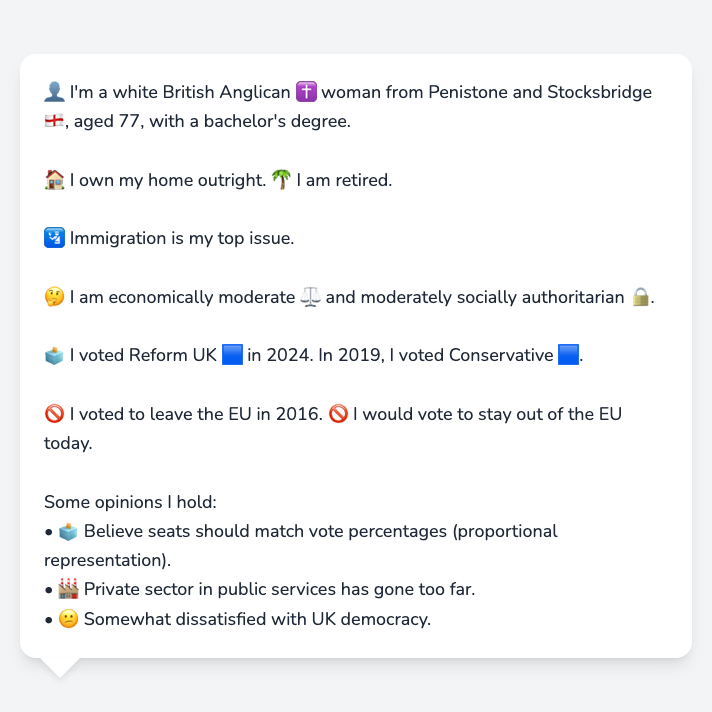 👤 I'm a white British Anglican ✝️ woman from Penistone and Stocksbridge
🏴󠁧󠁢󠁥󠁮󠁧󠁿, aged 77, with a bachelor's degree.
🏠 I own my home outright. 🌴 I am retired.
🛂 Immigration is my top issue.
🤔 I am economically moderate ⚖️ and moderately socially authoritarian 🔒.
🗳️ I voted Reform UK 🟦 in 2024. In 2019, I voted Conservative 🟦.
🚫 I voted to leave the EU in 2016. 🚫 I would vote to stay out of the EU
today.
Some opinions I hold:
• 🗳️ Believe seats should match vote percentages (proportional
representation).
• 🏭 Private sector in public services has gone too far.
• 😕 Somewhat dissatisfied with UK democracy.